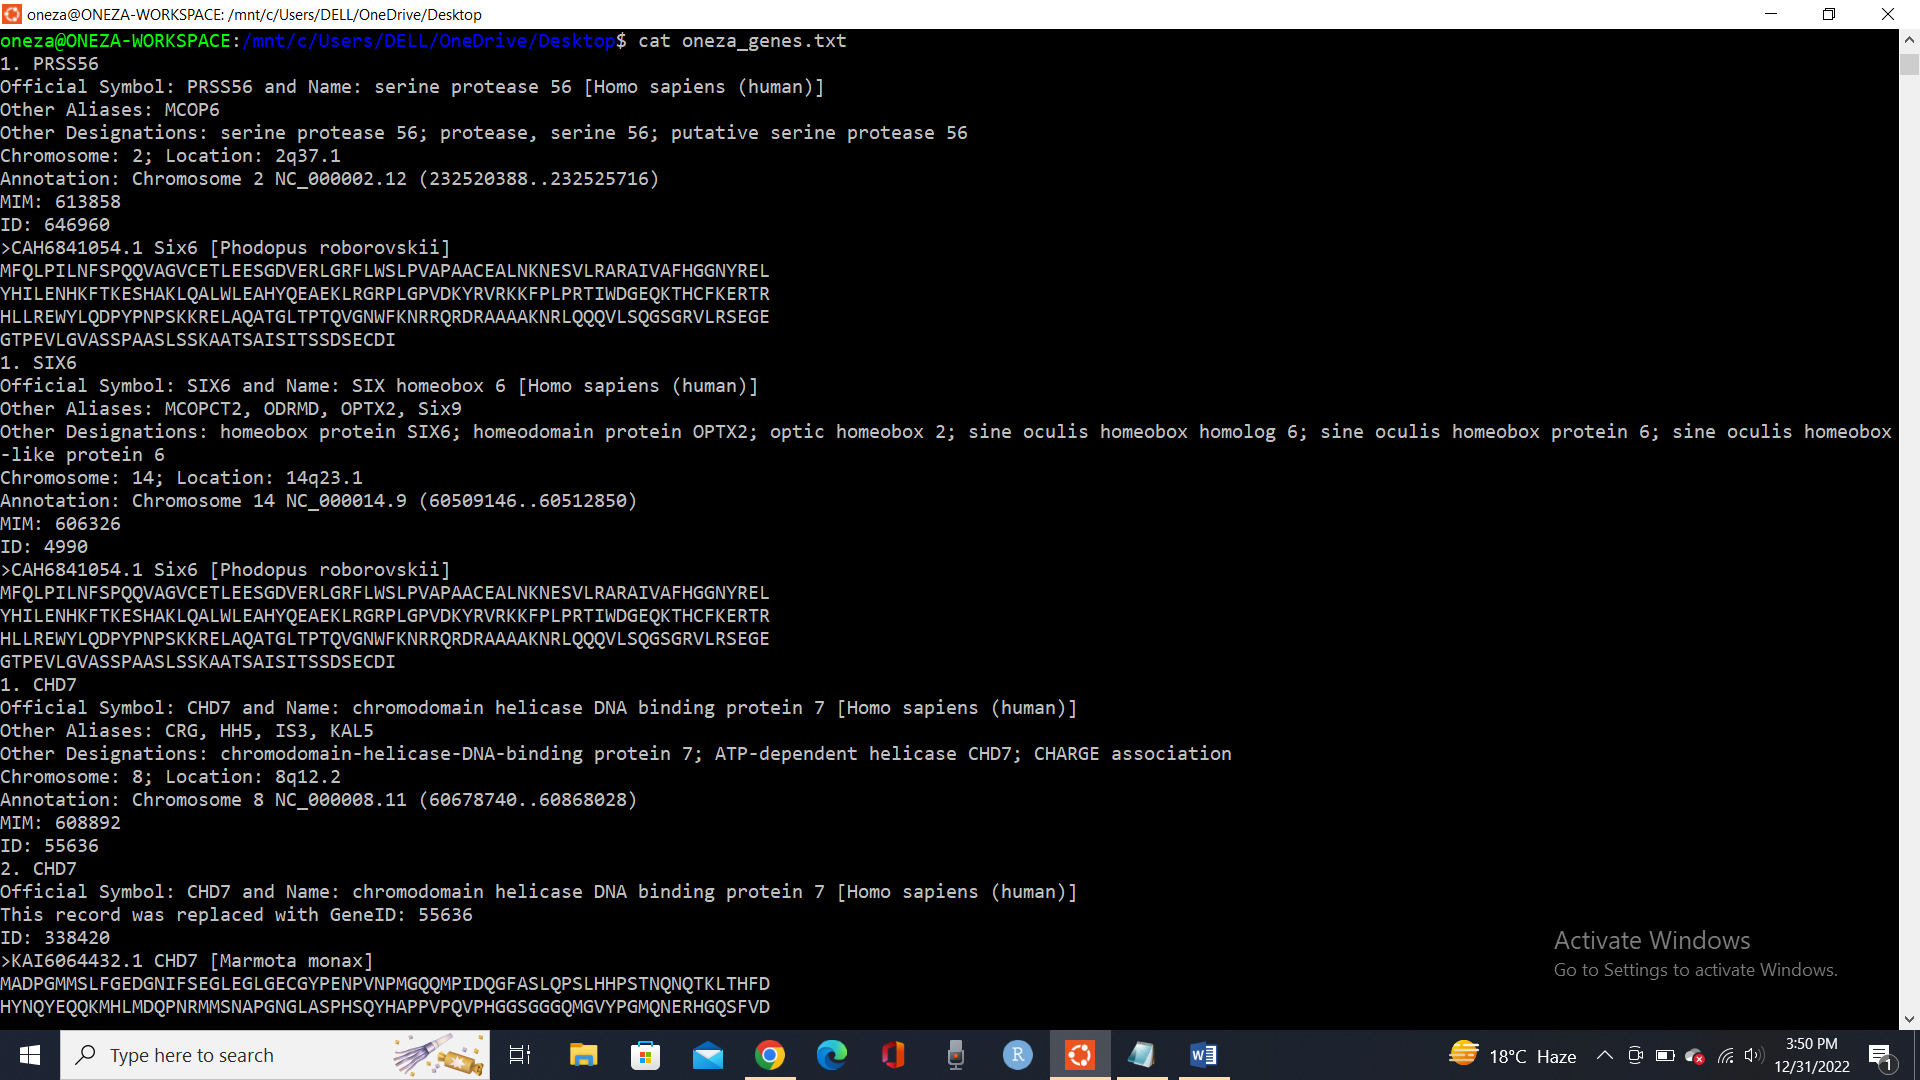 oneza@ONEZA-WORKSPACE: /mnt/c/Users/DELL/OneDrive/Desktop
oneza@ONEZA-WORKSPACE:/mnt/c/Users/DELL/OneDrive/Desktop$ cat oneza_genes.txt
1. PRSS56
Official Symbol: PRSS56 and Name: serine protease 56 [Homo sapiens (human)]
Other Aliases: MCOP6
Other Designations: serine protease 56; protease, serine 56; putative serine protease 56
Chromosome: 2; Location: 2q37.1
Annotation: Chromosome 2 NC_000002.12 (232520388..232525716)
MIM: 613858
ID: 646960
>CAH6841054.1 Six6 [Phodopus roborovskii]
MFQLPILNFSPQQVAGVCETLEESGDVERLGRFLWSLPVAPAACEALNKNESVLRARAIVAFHGGNYREL
YHILENHKFTKESHAKLQALWLEAHYQEAEKLRGRPLGPVDKYRVRKKFPLPRTIWDGEQKTHCFKERTR
HLLREWYLQDPYPNPSKKRELAQATGLTPTQVGNWFKNRRQRDRAAAAKNRLQQQVLSQGSGRVLRSEGE
GTPEVLGVASSPAASLSSKAATSAISITSSDSECDI
1. SIX6
Official Symbol: SIX6 and Name: SIX homeobox 6 [Homo sapiens (human)]
Other Aliases: MCOPCT2, ODRMD, OPTX2, Six9
Other Designations: homeobox protein SIX6; homeodomain protein OPTX2; optic homeobox 2; sine oculis homeobox homolog 6; sine oculis homeobox protein 6; sine oculis homeobox
-like protein 6
Chromosome: 14; Location: 14q23.1
Annotation: Chromosome 14 NC_000014.9 (60509146..60512850)
MIM: 606326
ID: 4990
>CAH6841054.1 Six6 [Phodopus roborovskii]
MFQLPILNFSPQQVAGVCETLEESGDVERLGRFLWSLPVAPAACEALNKNESVLRARAIVAFHGGNYREL
YHILENHKFTKESHAKLQALWLEAHYQEAEKLRGRPLGPVDKYRVRKKFPLPRTIWDGEQKTHCFKERTR
HLLREWYLQDPYPNPSKKRELAQATGLTPTQVGNWFKNRRQRDRAAAAKNRLQQQVLSQGSGRVLRSEGE
GTPEVLGVASSPAASLSSKAATSAISITSSDSECDI
1. CHD7
Official Symbol: CHD7 and Name: chromodomain helicase DNA binding protein 7 [Homo sapiens (human)]
Other Aliases: CRG, HH5, IS3, KAL5
Other Designations: chromodomain-helicase-DNA-binding protein 7; ATP-dependent helicase CHD7; CHARGE association
Chromosome: 8; Location: 8q12.2
Annotation: Chromosome 8 NC_000008.11 (60678740..60868028)
MIM: 608892
ID: 55636
2. CHD7
Official Symbol: CHD7 and Name: chromodomain helicase DNA binding protein 7 [Homo sapiens (human)]
This record was replaced with GeneID: 55636
ID: 338420
>KAI6064432.1 CHD7 [Marmota monax]
MADPGMMSLFGEDGNIFSEGLEGLGECGYPENPVNPMGQQMPIDQGFASLQPSLHHPSTNQNQTKLTHFD
HYNQYEQQKMHLMDQPNRMMSNAPGNGLASPHSQYHAPPVPQVPHGGSGGGQMGVYPGMQNERHGQSFVD
Activate Windows
Go to Settings to activate Windows.
Type here to search
R
W
18°C Haze
3:50 PM
12/31/2022
1